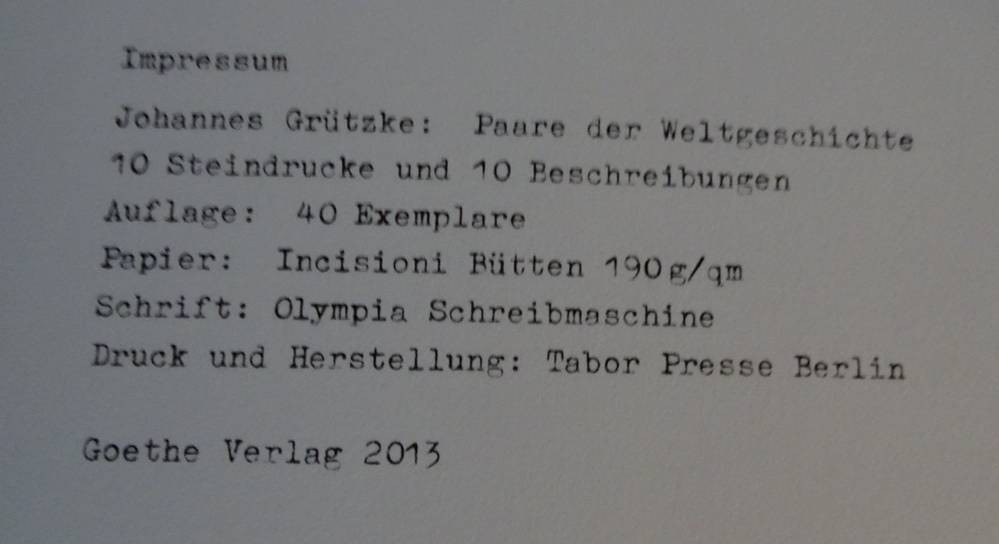 Impressum
Johannes Grützke: Paare der Weltgeschichte
10 Steindrucke und 10 Beschreibungen
Auflage: 40 Exemplare
Papier: Incisioni Bütten 190g/qm
Schrift: Olympia Schreibmaschine
Druck und Herstellung: Tabor Presse Berlin
Goethe Verlag 2013